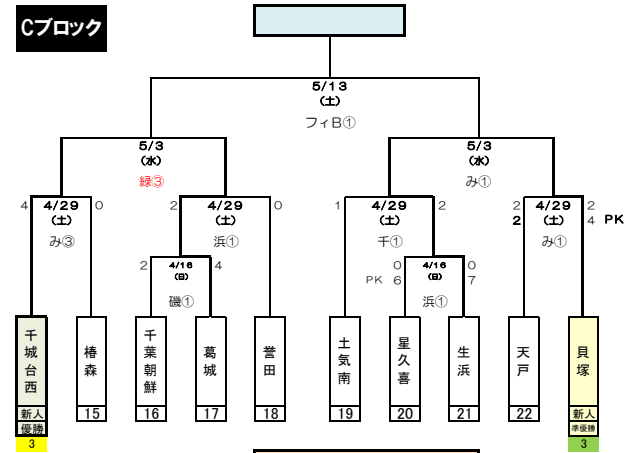 Cブロック
5/13
(土)
フィB①
5/3
(水)
緑③
5/3
(水)
み①
4 4/29 0
(土)
み③
2 4/29 0
(土)
浜①
1 4/29 2
(土)
千①
2 4/29 2
2 (土) 4 PK
み①
2 4/16 4
(日)
磯①
0 4/16 0
PK 6 (日) 7
浜①
千城台西
椿森
千葉朝鮮
葛城
誉田
土気南
星久喜
生浜
天戸
貝塚
新人 15 16 17 18 19 20 21 22 新人
優勝 準優勝
3 3